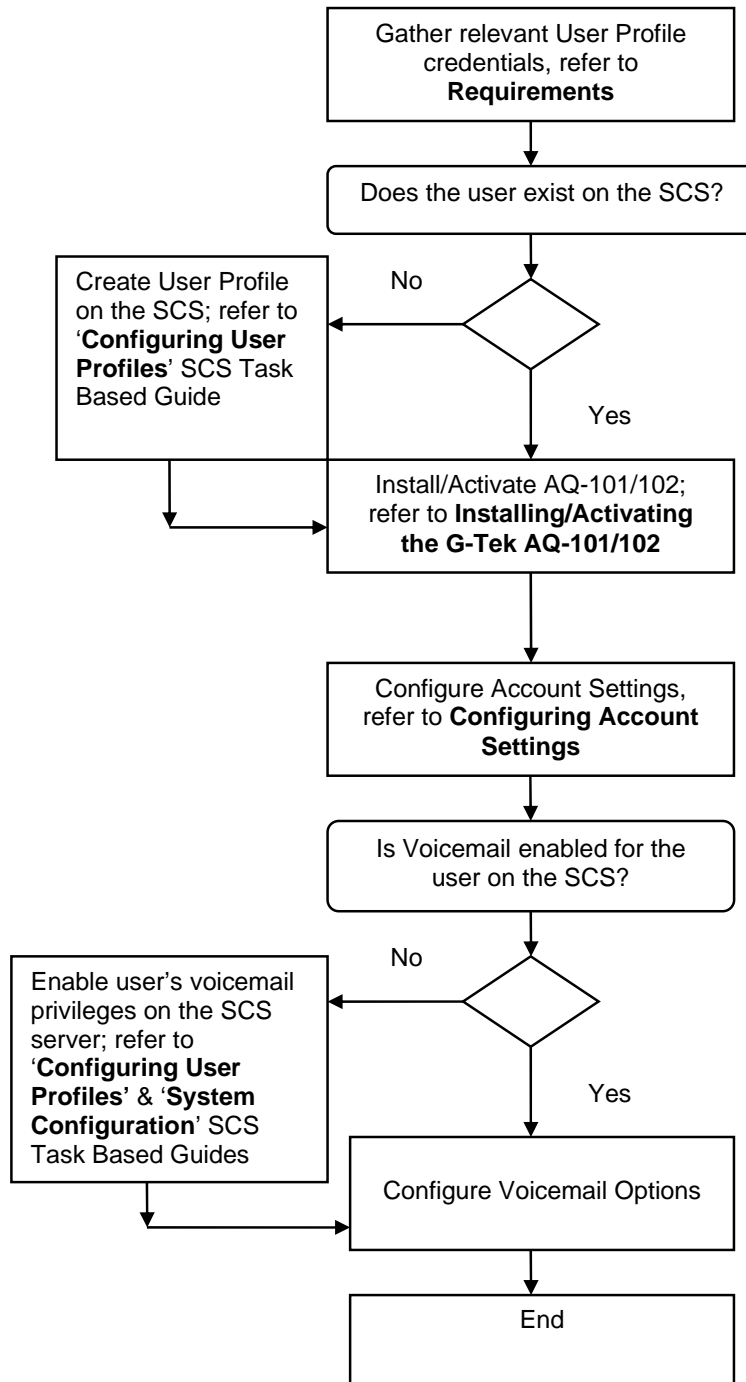 Gather relevant User Profile
credentials, refer to
Requirements
Does the user exist on the SCS?
No
Create User Profile
on the SCS; refer to
‘Configuring User
Profiles’ SCS Task
Based Guide
Yes
Install/Activate AQ-101/102;
refer to Installing/Activating
the G-Tek AQ-101/102
Configure Account Settings,
refer to Configuring Account
Settings
Is Voicemail enabled for the
user on the SCS?
No
Enable user’s voicemail
privileges on the SCS
server; refer to
‘Configuring User
Profiles’ & ‘System
Configuration’ SCS
Task Based Guides
Yes
Configure Voicemail Options
End